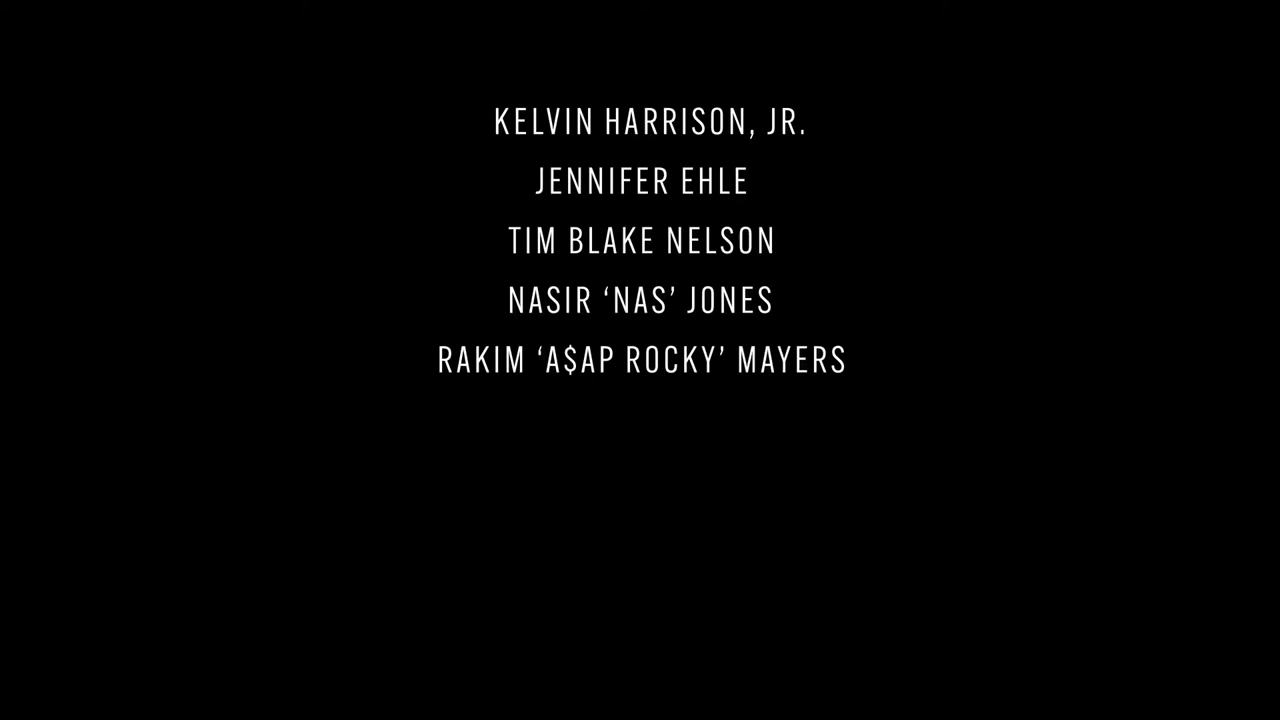 KELVIN HARRISON, JR.
JENNIFER EHLE
TIM BLAKE NELSON
NASIR ‘NAS’ JONES
RAKIM ‘A$AP ROCKY’ MAYERS